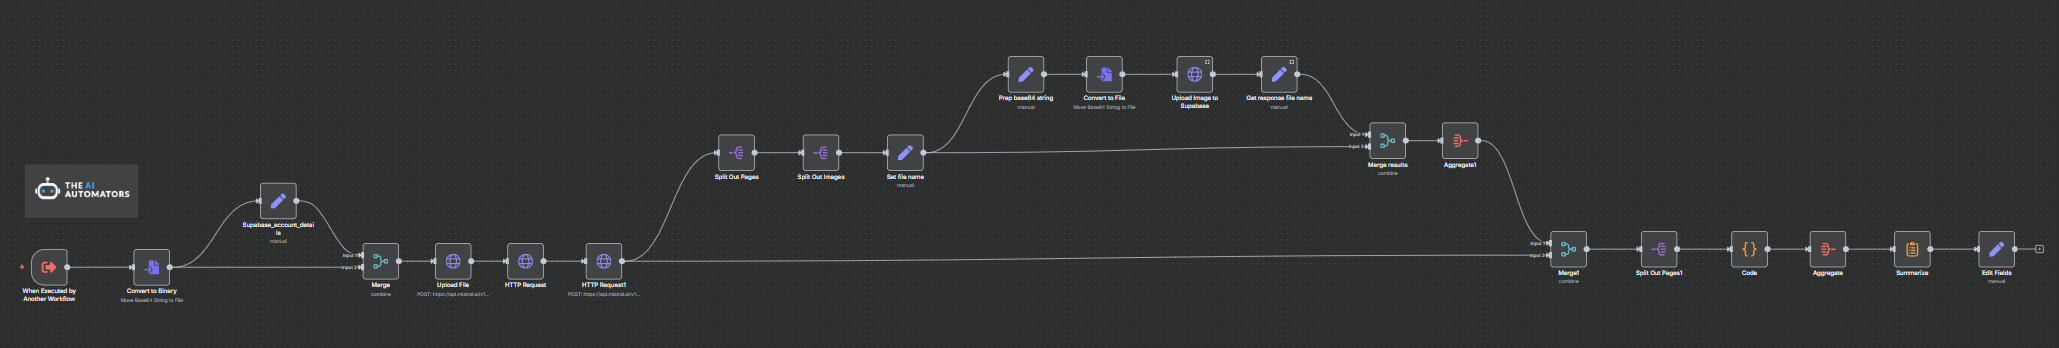 Prep base64 string
manual
Convert to File
Move Base64 String to File
Upload Image to
Supabase
Get response file name
manual
Input 1
Input 2
Merge results
combine
Aggregate1
Split Out Pages
Split Out Images
Set file name
manual
THE AI
AUTOMATORS
Supabase_account_detai
ls
manual
When Executed by
Another Workflow
Convert to Binary
Move Base64 String to File
Input 1
Input 2
Merge
combine
Upload File
POST: https://api.mistral.ai/v1...
HTTP Request
HTTP Request1
POST: https://api.mistral.ai/v1...
Input 1
Input 2
Merge1
combine
Split Out Pages1
Code
Aggregate
Summarize
Edit Fields
manual